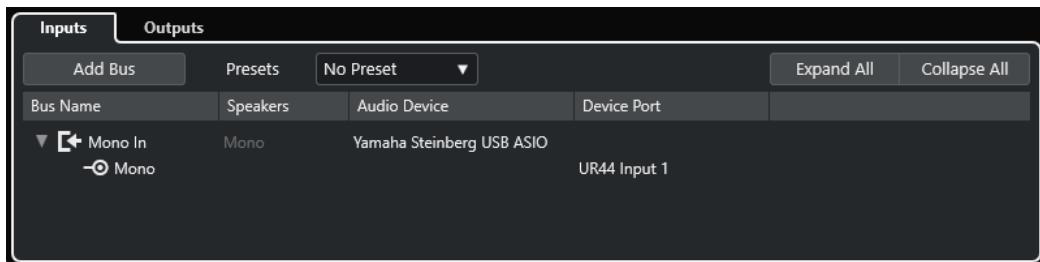 Inputs Outputs
Add Bus Presets No Preset Expand All Collapse All
Bus Name Speakers Audio Device Device Port
Mono In Mono Yamaha Steinberg USB ASIO
Mono UR44 Input 1